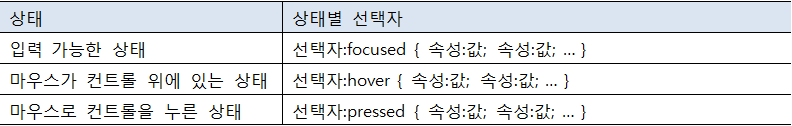 상태 상태별 선택자
입력 가능한 상태 선택자:focused { 속성:값; 속성:값; … }
마우스가 컨트롤 위에 있는 상태 선택자:hover { 속성:값; 속성:값; … }
마우스로 컨트롤을 누른 상태 선택자:pressed { 속성:값; 속성:값; … }